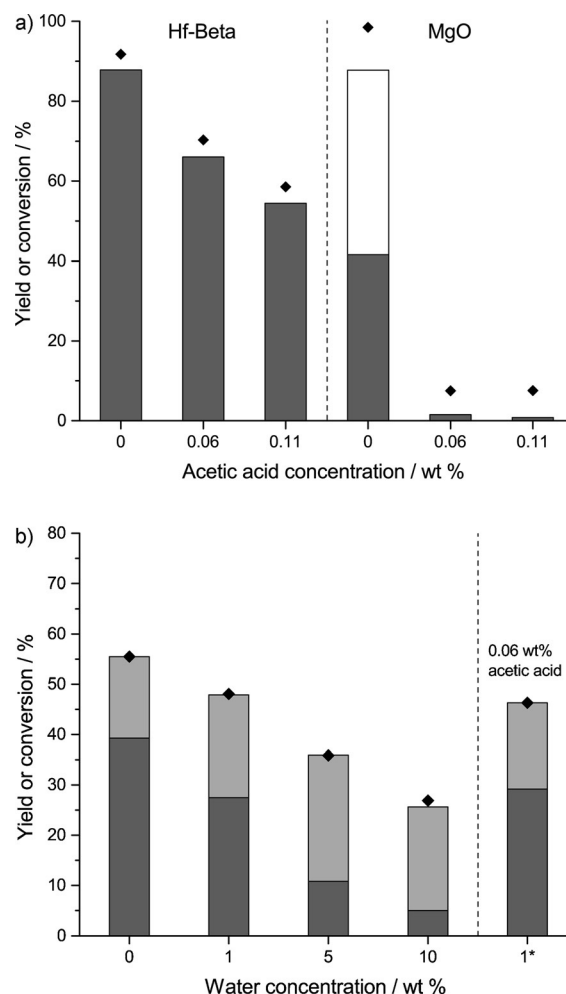 a)
Hf-Beta
MgO
100
80
60
40
20
0
Yield or conversion / %
0 0.06 0.11 0 0.06 0.11
Acetic acid concentration / wt %
b)
80
70
60
50
40
30
20
10
0
Yield or conversion / %
0.06 wt%
acetic acid
0 1 5 10 1*
Water concentration / wt %